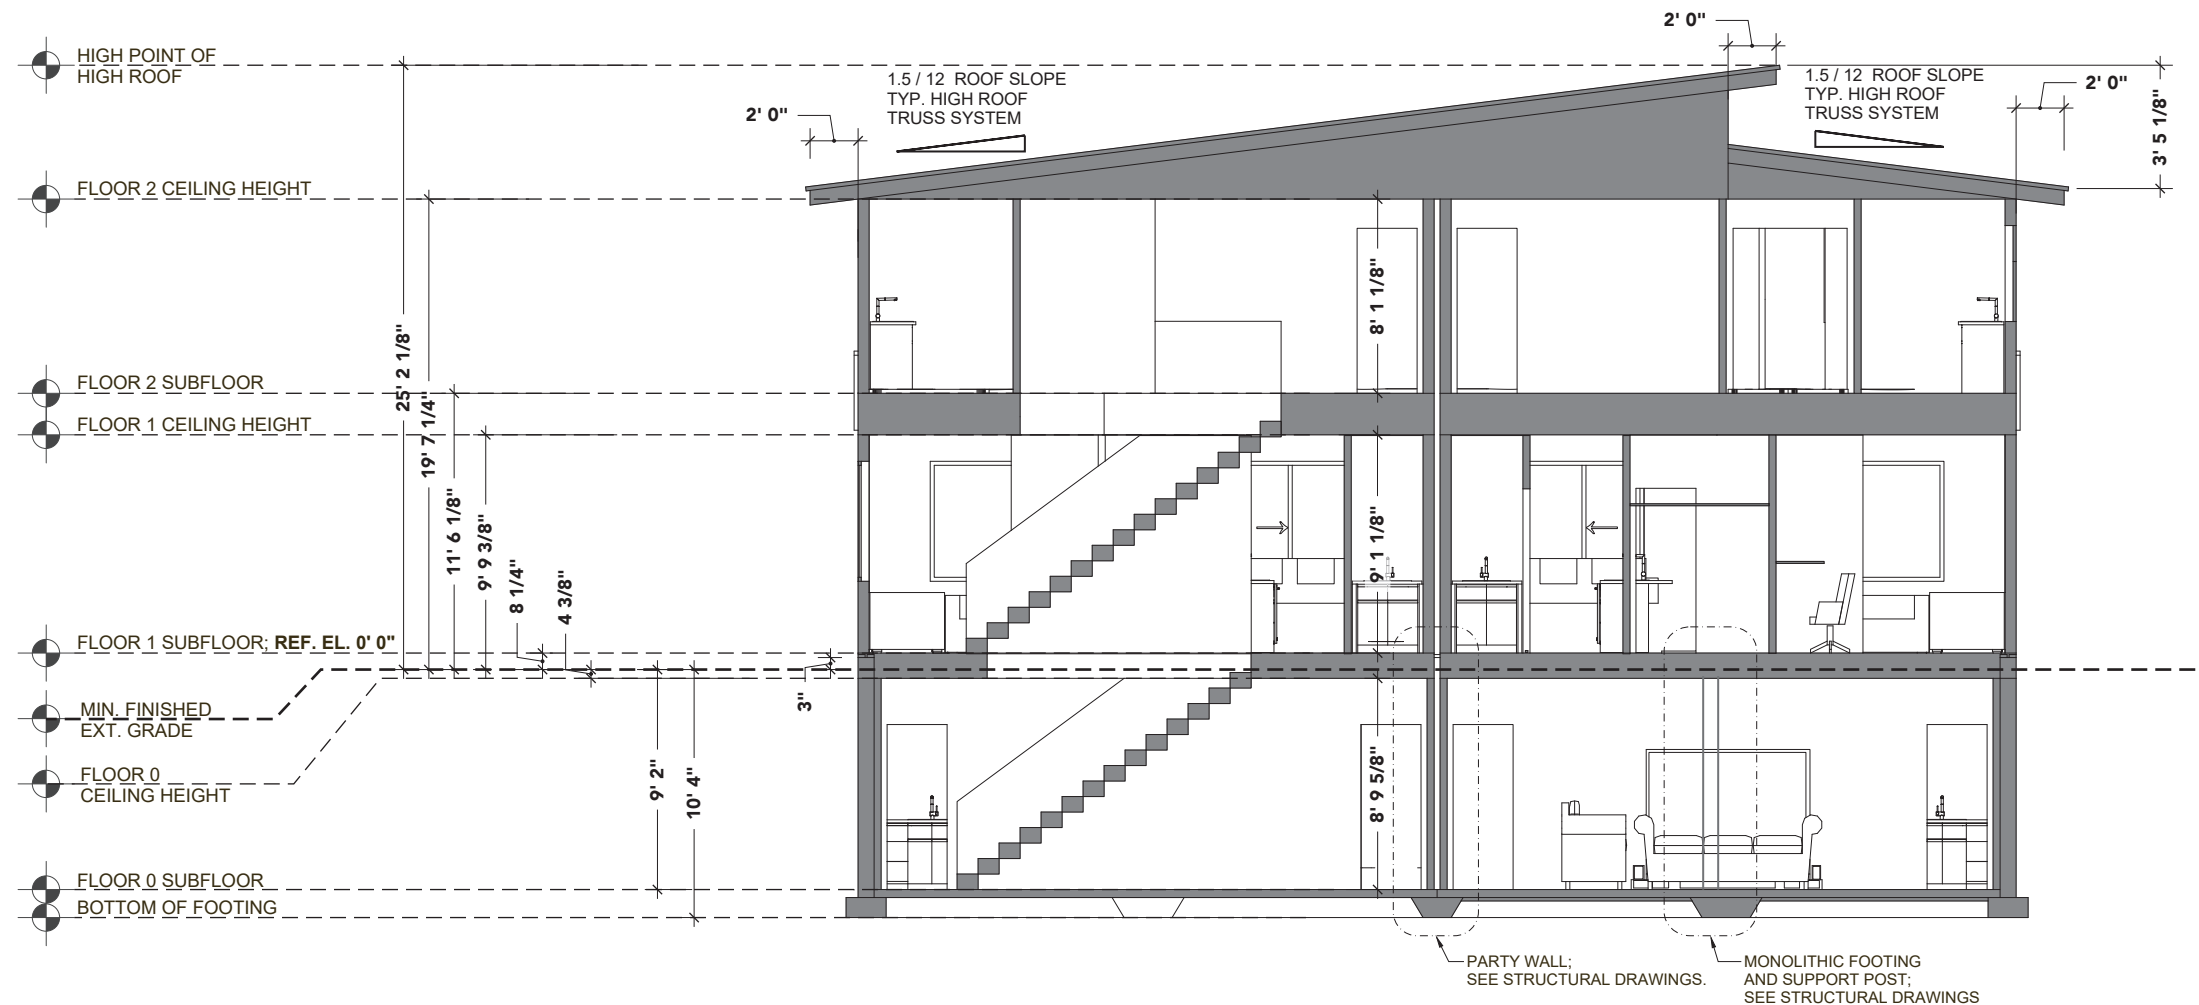 2' 0"
HIGH POINT OF
HIGH ROOF
1.5 / 12 ROOF SLOPE
TYP. HIGH ROOF
TRUSS SYSTEM
1.5 / 12 ROOF SLOPE
TYP. HIGH ROOF
TRUSS SYSTEM
2' 0"
2' 0"
3' 5 1/8"
FLOOR 2 CEILING HEIGHT
8' 1 1/8"
25' 2 1/8"
FLOOR 2 SUBFLOOR
19' 7 1/4"
FLOOR 1 CEILING HEIGHT
11' 6 1/8"
9' 9 3/8"
8 1/4"
4 3/8"
9' 1 1/8"
FLOOR 1 SUBFLOOR; REF. EL. 0' 0"
3"
MIN. FINISHED
EXT. GRADE
FLOOR 0
CEILING HEIGHT
9' 2"
10' 4"
8' 9 5/8"
FLOOR 0 SUBFLOOR
BOTTOM OF FOOTING
PARTY WALL;
SEE STRUCTURAL DRAWINGS.
MONOLITHIC FOOTING
AND SUPPORT POST;
SEE STRUCTURAL DRAWINGS